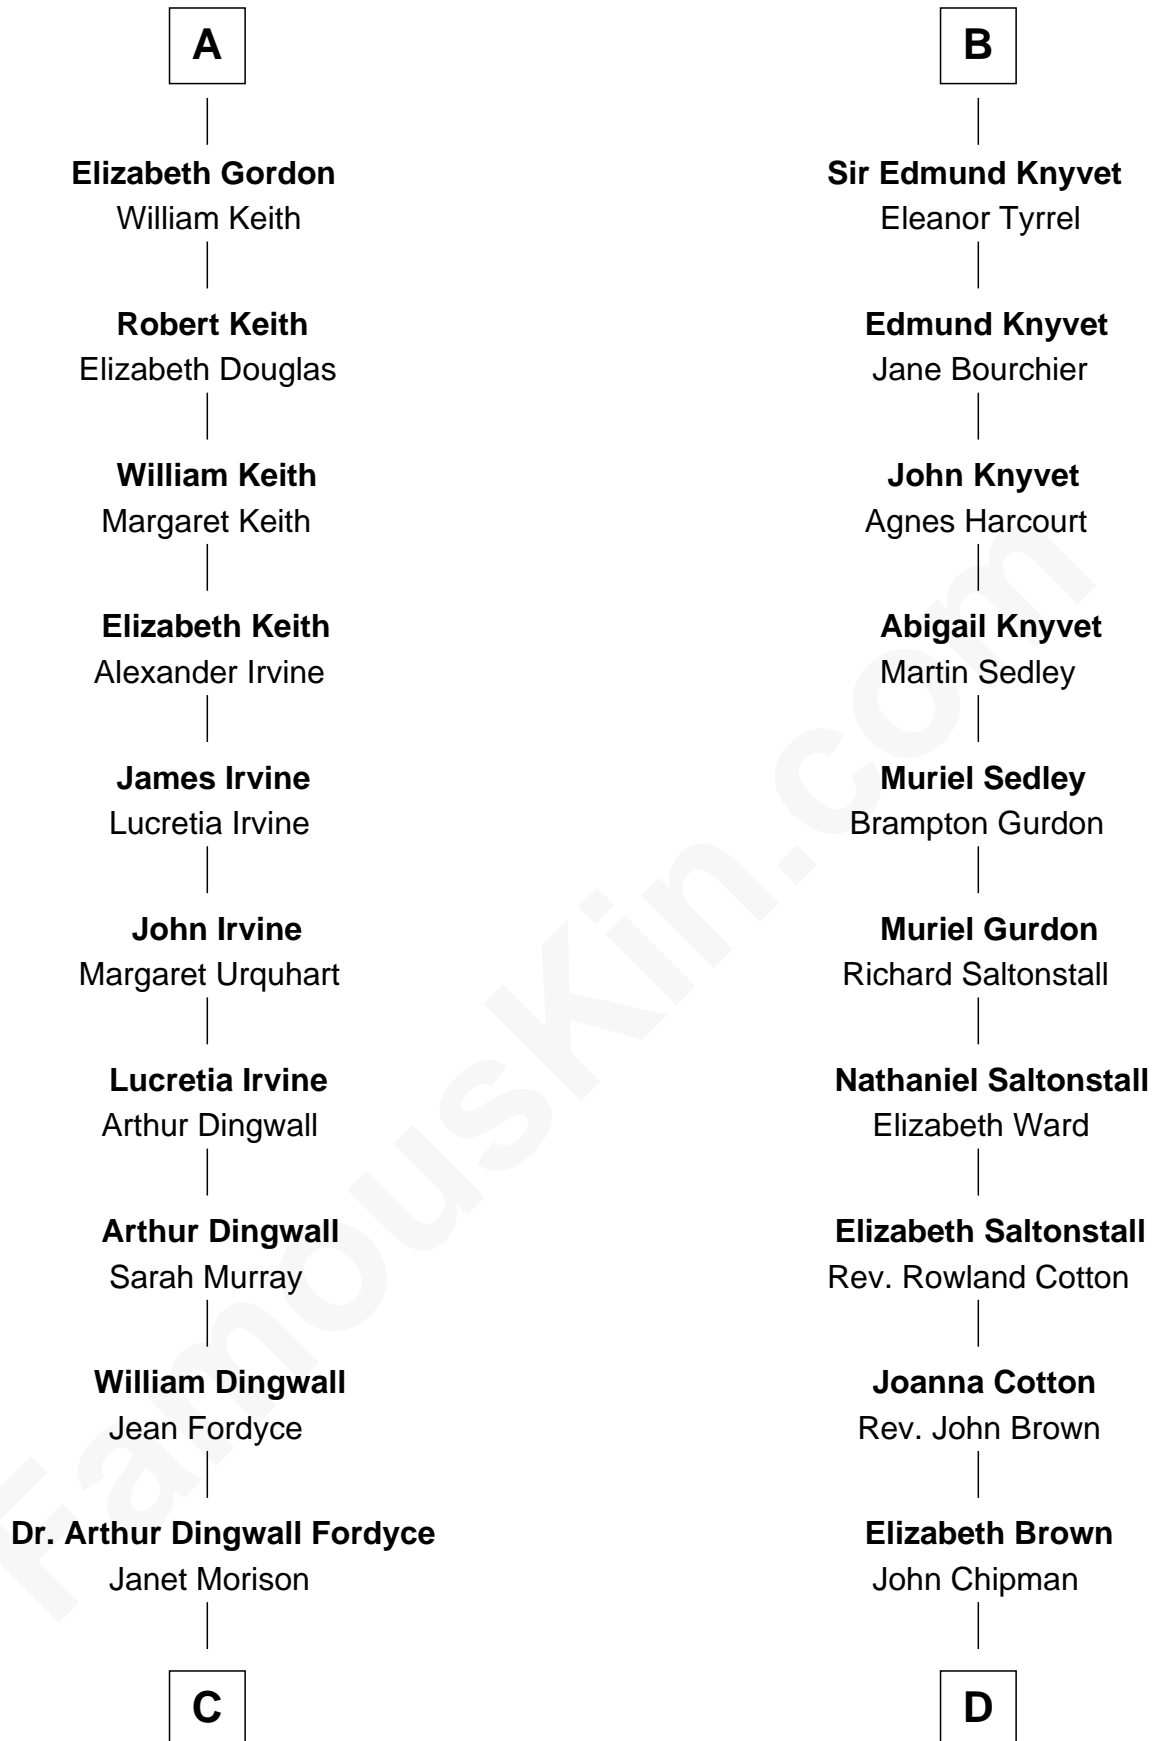 A
Elizabeth Gordon
William Keith
Robert Keith
Elizabeth Douglas
William Keith
Margaret Keith
Elizabeth Keith
Alexander Irvine
James Irvine
Lucretia Irvine
John Irvine
Margaret Urquhart
Lucretia Irvine
Arthur Dingwall
Arthur Dingwall
Sarah Murray
William Dingwall
Jean Fordyce
Dr. Arthur Dingwall Fordyce
Janet Morison
C
B
Sir Edmund Knyvet
Eleanor Tyrrel
Edmund Knyvet
Jane Bourchier
John Knyvet
Agnes Harcourt
Abigail Knyvet
Martin Sedley
Muriel Sedley
Brampton Gurdon
Muriel Gurdon
Richard Saltonstall
Nathaniel Saltonstall
Elizabeth Ward
Elizabeth Saltonstall
Rev. Rowland Cotton
Joanna Cotton
Rev. John Brown
Elizabeth Brown
John Chipman
D
FamousKin.com